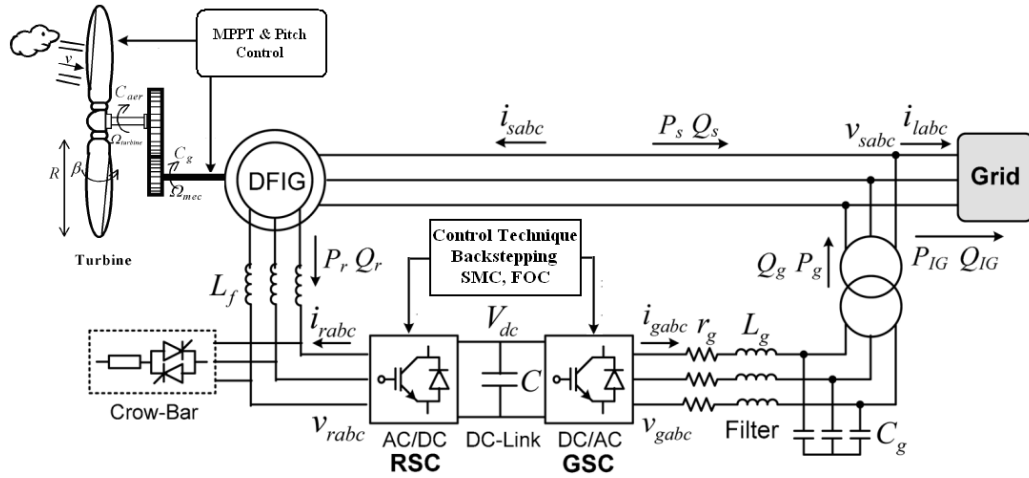 MPPT & Pitch
Control
v
C_aer
Ω_turbine
R
β
C_g
Ω_mec
Turbine
DFIG
i_sabc
P_s Q_s
v_sabc
i_labc
Grid
P_IG Q_IG
Q_g P_g
P_r Q_r
L_f
i_rabc
Control Technique
Backstepping
SMC, FOC
V_dc
C
i_gabc
r_g
L_g
Crow-Bar
v_rabc
AC/DC
RSC
DC-Link
DC/AC
GSC
v_gabc
Filter
C_g